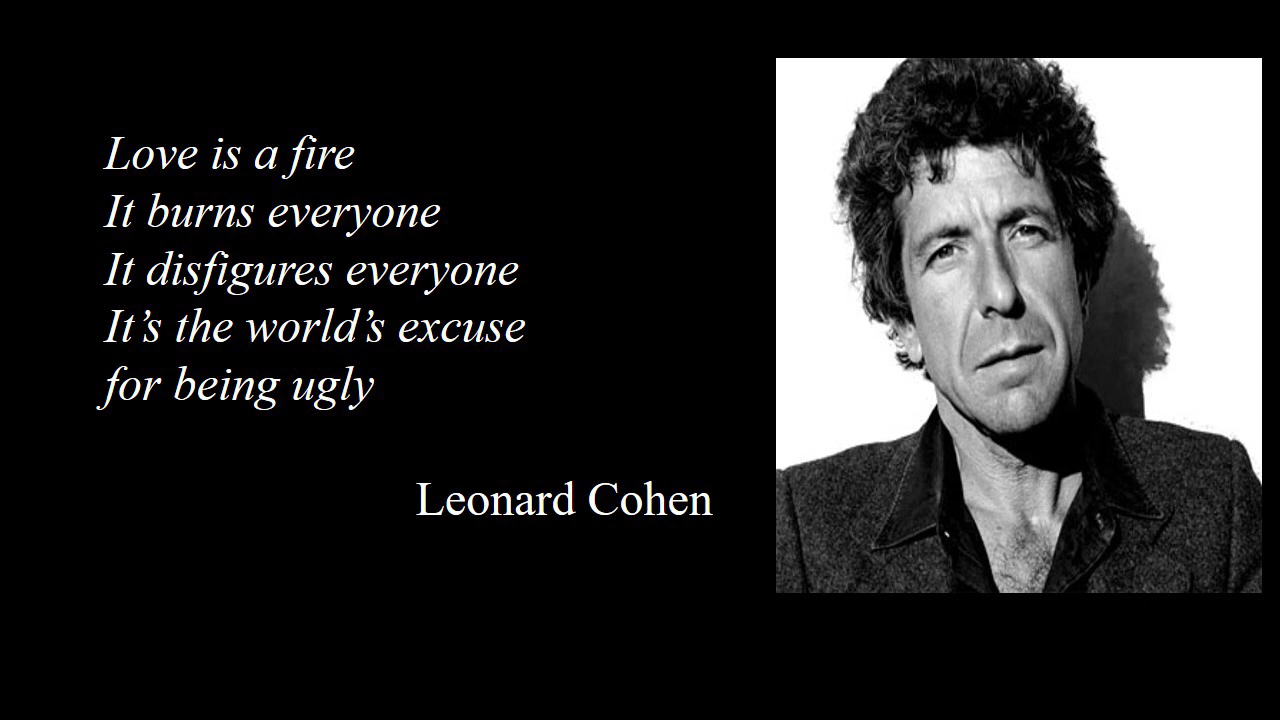 Love is a fire
It burns everyone
It disfigures everyone
It’s the world’s excuse
for being ugly
Leonard Cohen